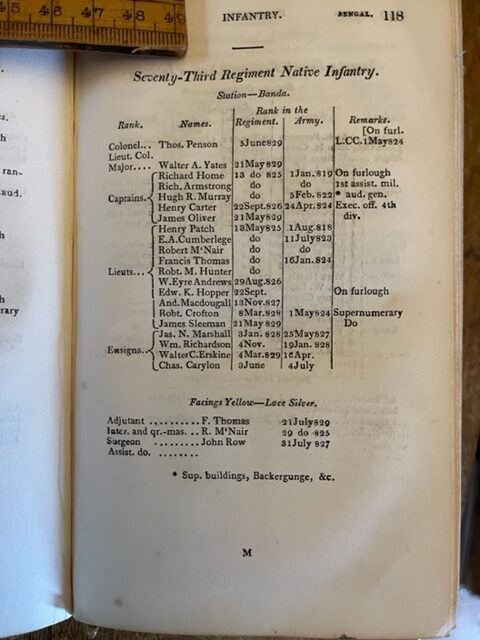 45 46 47 48 49
INFANTRY. BENGAL. 118
Seventy-Third Regiment Native Infantry.
Station—Banda.
Rank in the
Rank. Names. Regiment. Army. Remarks.
[On furl.
Colonel... Thos. Penson 5June829 L.CC.1May824
Lieut. Col.
Major.... Walter A. Yates 21May829
Richard Home 13 do 825 1Jan.819 On furlough
Rich. Armstrong do do 1st assist. mil.
Captains. Hugh R. Murray do 5Feb.822 * aud. gen.
Henry Carter 22Sept.826 24Apr.824 Exec. off. 4th
James Oliver 21May829 div.
Henry Patch 13May825 1Aug.818
E.A.Cumberlege do 11July823
Robert M'Nair do do
Francis Thomas do 16Jan.824
Lieuts... Robt. M. Hunter do
W.Eyre Andrews 29Aug.826
Edw. K. Hopper 22Sept. On furlough
And.Macdougall 13Nov.827
Robt. Crofton 8Mar.828 1May824 Supernumerary
James Sleeman 21May829 Do
Jas. N. Marshall 3Jan. 828 25May827
Ensigns.. Wm. Richardson 4Nov. 19Jan. 828
WalterC.Erskine 4Mar.829 16Apr.
Chas. Carylon 3June 4July
Facings Yellow—Lace Silver.
Adjutant .......... F. Thomas 21July829
Inter. and qr.-mas. .. R. M'Nair 29 do 825
Surgeon ......... John Row 31July 827
Assist. do. ........
* Sup. buildings, Backergunge, &c.
M